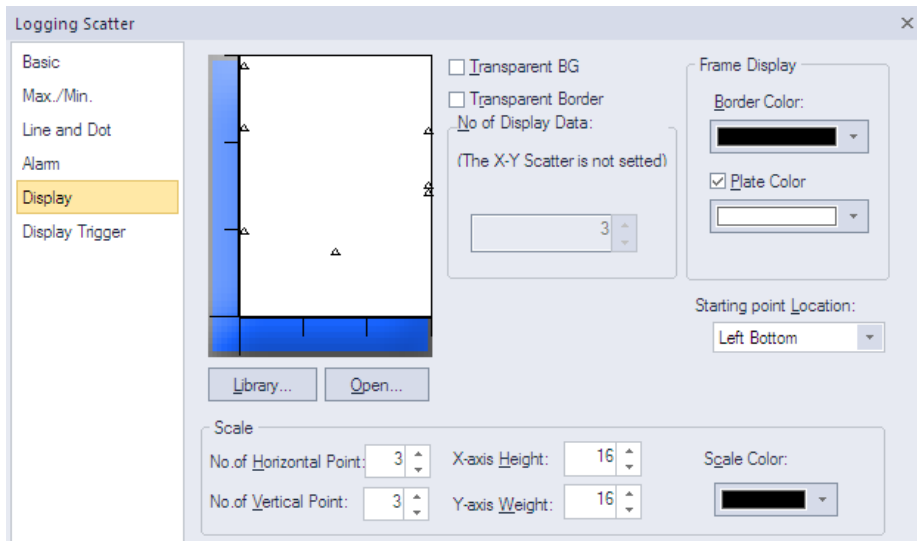 Logging Scatter
Basic
Max./Min.
Line and Dot
Alarm
Display
Display Trigger
Transparent BG
Transparent Border
No of Display Data:
(The X-Y Scatter is not setted)
3
Frame Display
Border Color:
Plate Color
Starting point Location:
Left Bottom
Library...
Open...
Scale
No.of Horizontal Point: 3
X-axis Height: 16
Scale Color:
No.of Vertical Point: 3
Y-axis Weight: 16